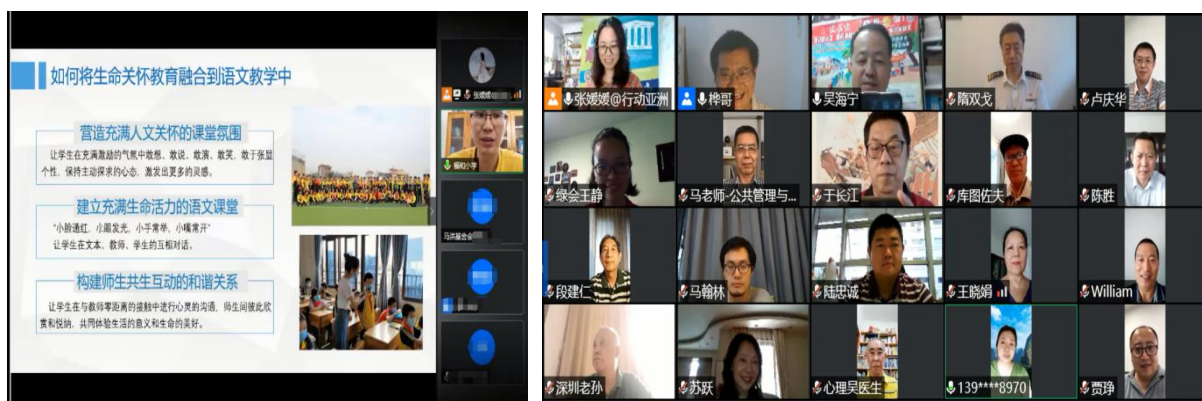 如何将生命关怀教育融合到语文教学中
营造充满人文关怀的课堂氛围
让学生在充满激励的气氛中敢想、敢说、敢演、敢笑，敢于张显
个性，保持主动探求的心态，激发出更多的灵感。
建立充满生命活力的语文课堂
“小脸通红，小眼发光，小手常举，小嘴常开”
让学生在文本、教师、学生的互相对话。
构建师生共生互动的和谐关系
让学生在与教师零距离的接触中进行心灵的沟通，师生间彼此欣
赏和悦纳，共同体验生活的意义和生命的美好。
张媛媛@
顺和小学
马洪基金会
张媛媛@行动亚洲
桦哥
吴海宁
隋双戈
卢庆华
绿会王静
马老师-公共管理与...
于长江
库图佐夫
陈胜
段建仁
马翰林
陆忠诚
王晓娟
William
深圳老孙
苏跃
心理吴医生
139****8970
贾琤